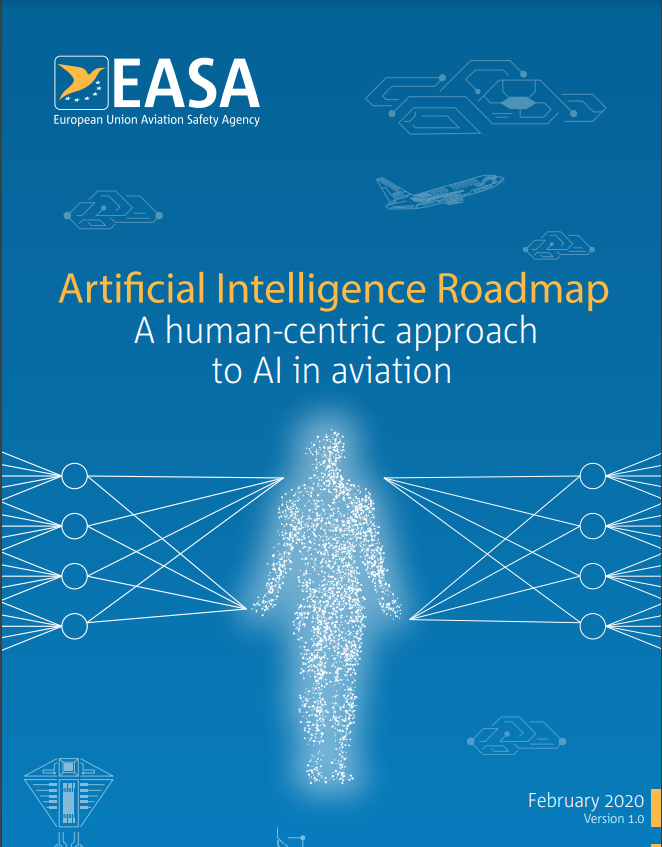 EASA
European Union Aviation Safety Agency
Artificial Intelligence Roadmap
A human-centric approach
to AI in aviation
February 2020
Version 1.0